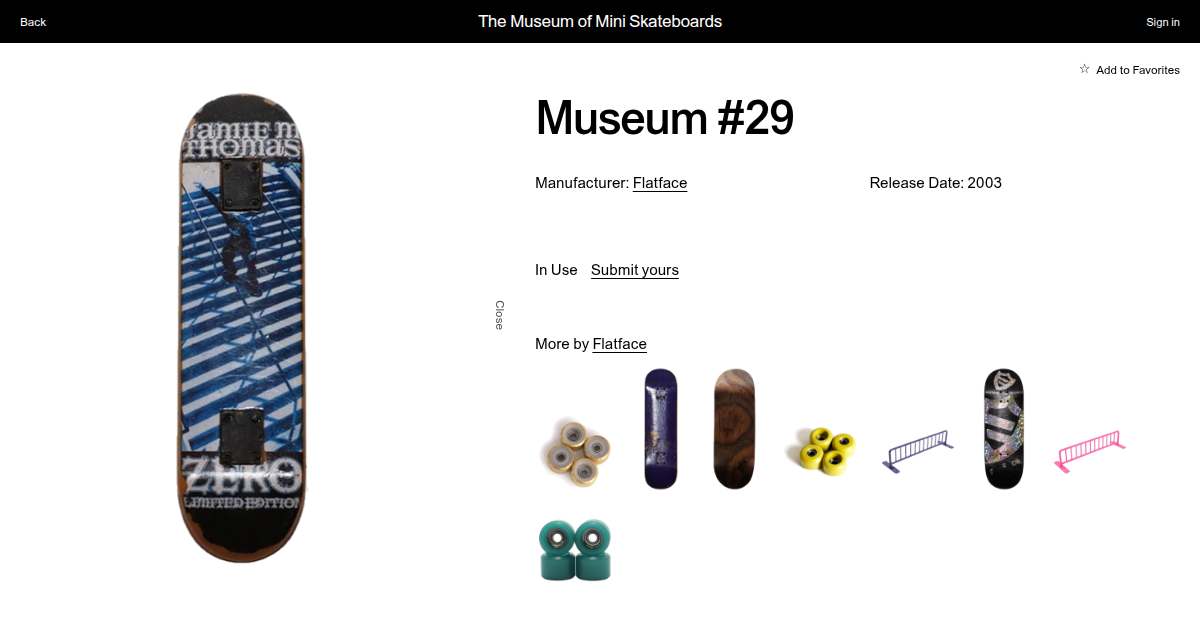 Back
The Museum of Mini Skateboards
Sign in
☆ Add to Favorites
JAMIE
THOMAS
ZERO
LIMITED EDITION
Museum #29
Manufacturer: Flatface
Release Date: 2003
In Use Submit yours
Close
More by Flatface